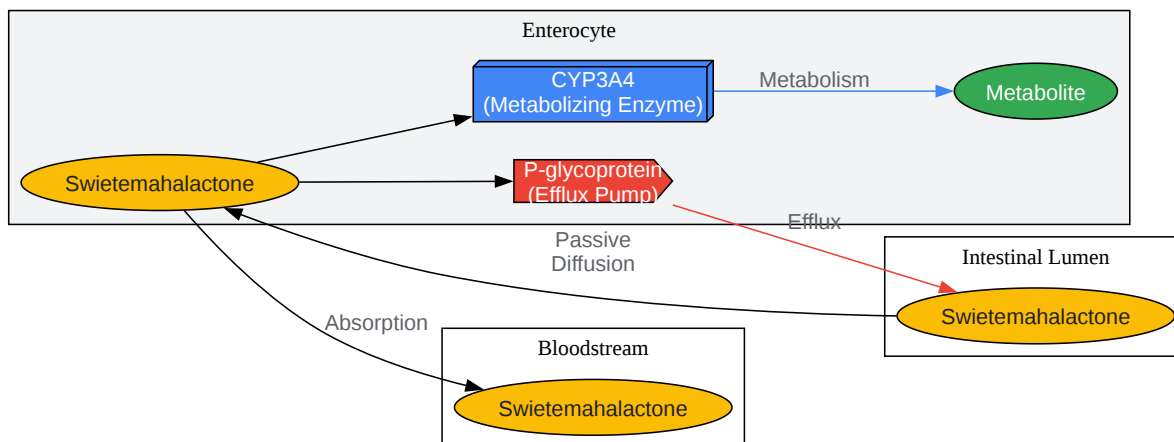 Enterocyte
CYP3A4
(Metabolizing Enzyme)
Metabolism
Metabolite
Swietemahalactone
P-glycoprotein
(Efflux Pump)
Efflux
Passive
Diffusion
Intestinal Lumen
Swietemahalactone
Absorption
Bloodstream
Swietemahalactone